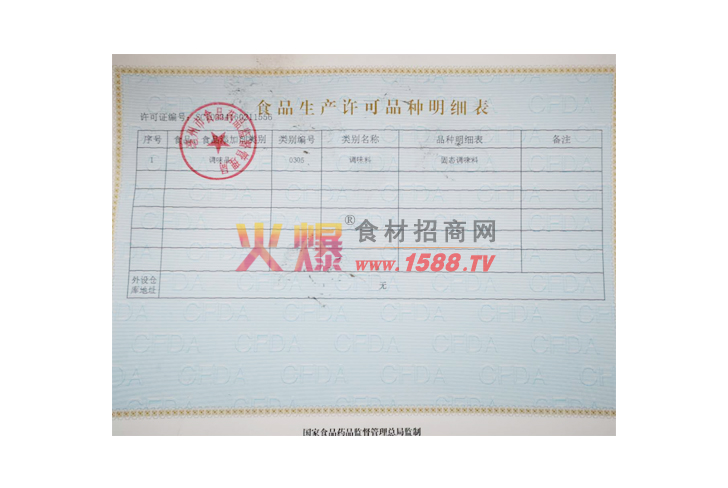 食品生产许可品种明细表
许可证编号:
序号 食品、食品添加剂类别 类别编号 类别名称 品种明细表 备注
1 调味品 0305 调味料 固态调味料
火爆®食材招商网
www.1588.TV
外设仓库地址 无
CFDA
国家食品药品监督管理总局监制